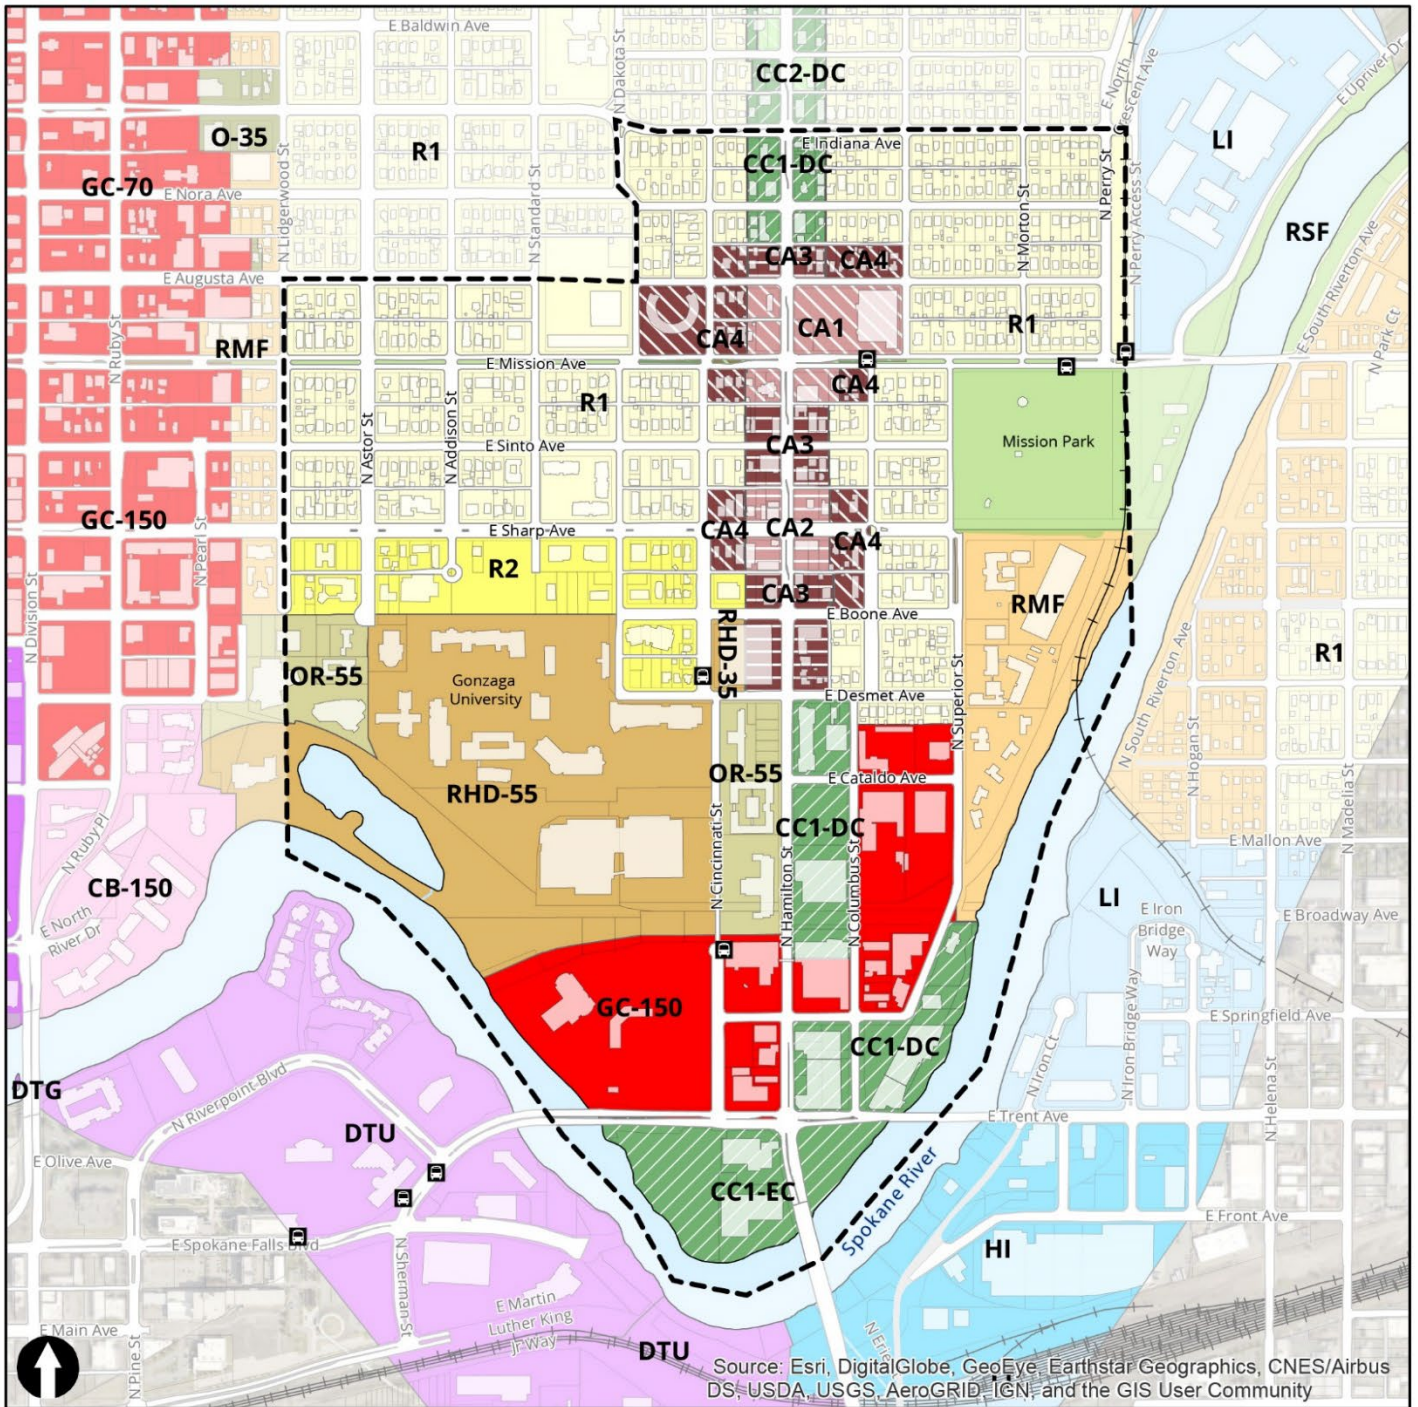 E Baldwin Ave
N Dakota St
CC2-DC
E North
Crescent Ave
E Upriver Dr
LI
O-35
R1
E Indiana Ave
CC1-DC
GC-70
E Nora Ave
N Lidgerwood St
N Standard St
N Morton St
N Perry St
N Perry Access St
RSF
E South Riverton Ave
CA3
CA4
E Augusta Ave
N Ruby St
RMF
CA4
CA1
R1
N Park Ct
E Mission Ave
CA4
R1
N Astor St
N Addison St
E Sinto Ave
CA3
Mission Park
GC-150
N Pearl St
E Sharp Ave
CA4
CA2
CA4
R2
N Division St
CA3
RMF
E Boone Ave
RHD-35
OR-55
Gonzaga
University
E Desmet Ave
N Superior St
N South Riverton Ave
R1
N Hogan St
OR-55
E Cataldo Ave
RHD-55
N Cincinnati St
CC1-DC
N Hamilton St
N Columbus St
N Madelia St
E Mallon Ave
N Ruby Pl
CB-150
LI
E North
River Dr
E Iron
Bridge
Way
E Broadway Ave
GC-150
CC1-DC
N Iron Ct
N Iron Bridge Way
E Springfield Ave
DTG
N Riverpoint Blvd
N Helena St
DTU
E Trent Ave
E Olive Ave
CC1-EC
Spokane River
E Front Ave
E Spokane Falls Blvd
HI
N Sherman St
E Martin
Luther King
Jr Way
E Main Ave
N Pine St
DTU
N Erie
Source: Esri, DigitalGlobe, GeoEye, Earthstar Geographics, CNES/Airbus
DS, USDA, USGS, AeroGRID, IGN, and the GIS User Community